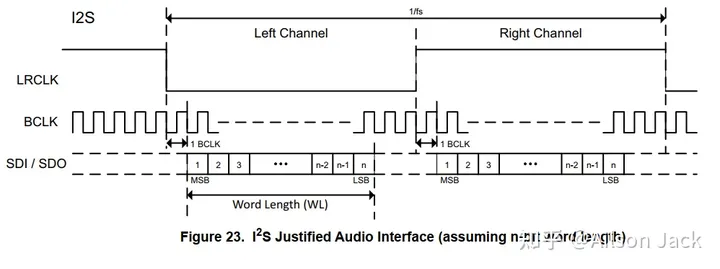 I2S
1/fs
Left Channel
Right Channel
LRCLK
BCLK
1 BCLK
1 BCLK
SDI / SDO
1 2 3 ••• n-2 n-1 n
1 2 3 ••• n-2 n-1 n
MSB LSB
MSB LSB
Word Length (WL)
Figure 23. I2S Justified Audio Interface (assuming n-bit word length)
知乎 @Alison Jack